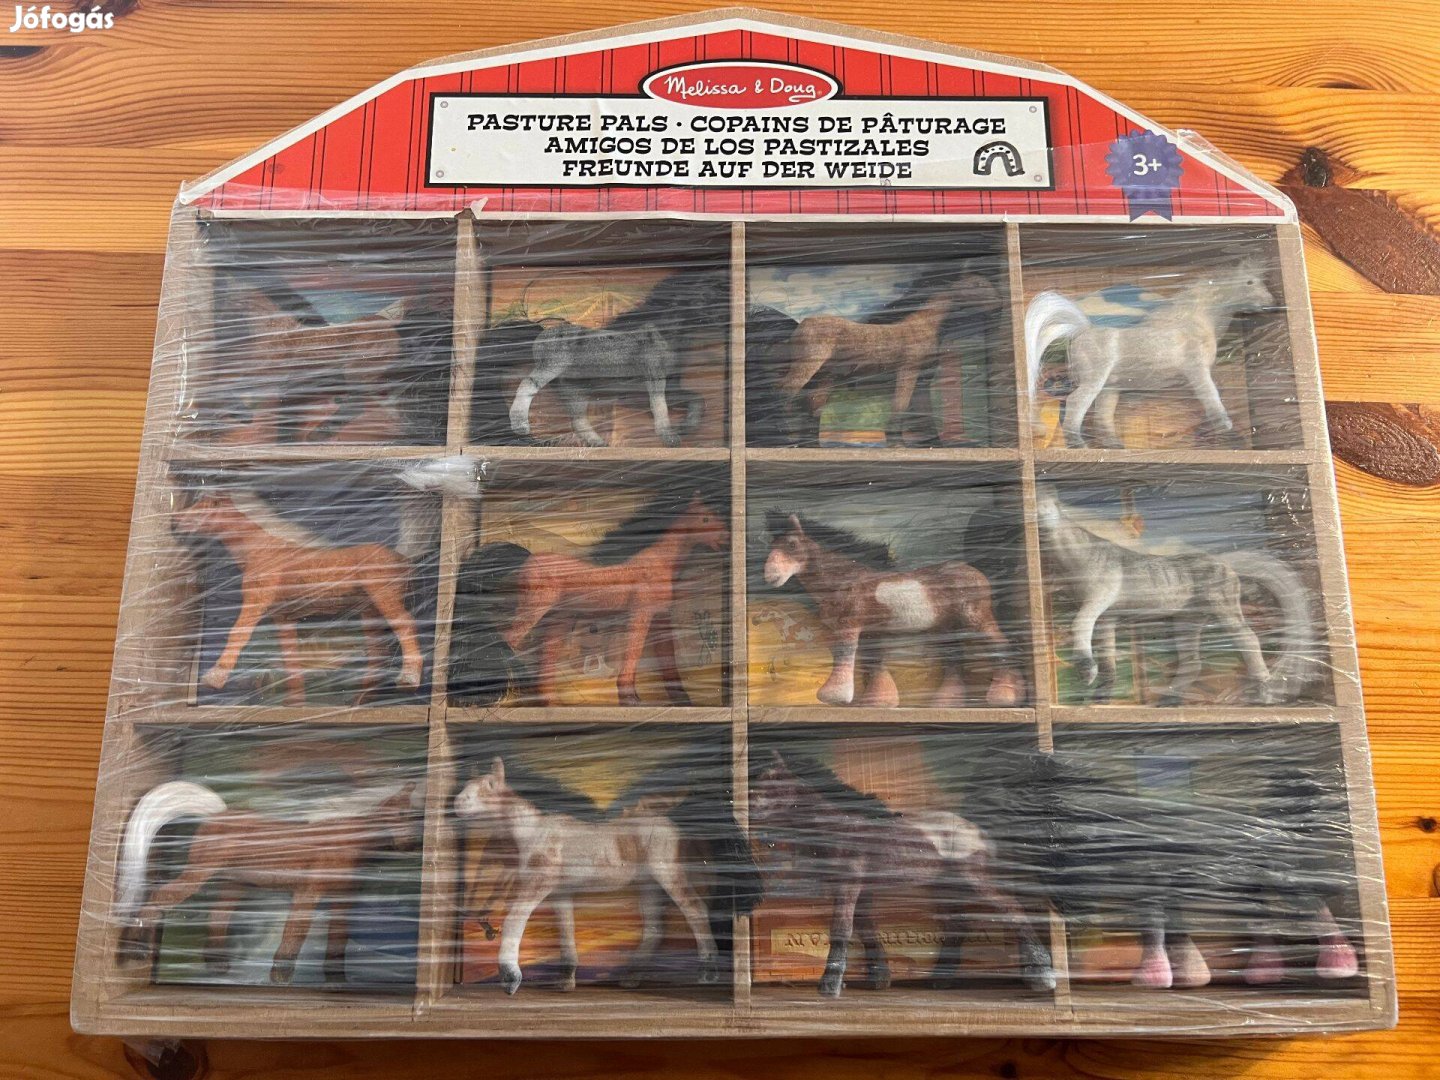 Jófogás
Melissa & Doug®
PASTURE PALS · COPAINS DE PÂTURAGE
AMIGOS DE LOS PASTIZALES
FREUNDE AUF DER WEIDE
3+